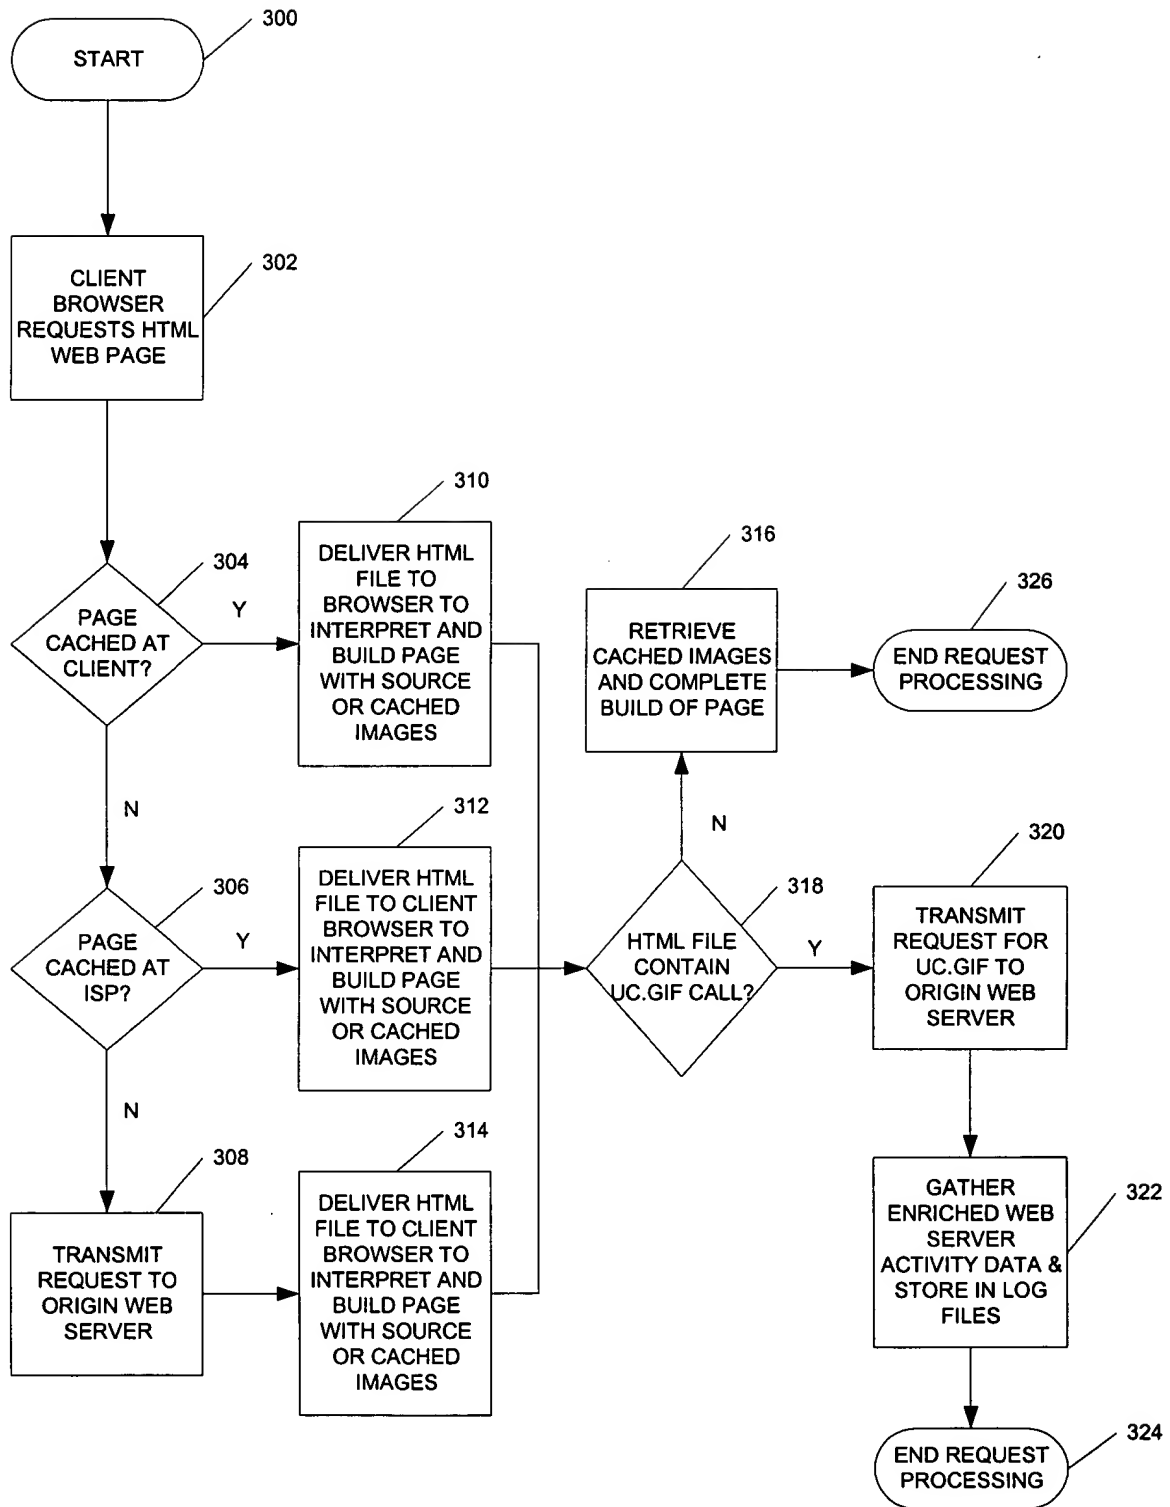 300
START
302
CLIENT
BROWSER
REQUESTS HTML
WEB PAGE
304
PAGE
CACHED AT
CLIENT?
Y
310
DELIVER HTML
FILE TO
BROWSER TO
INTERPRET AND
BUILD PAGE
WITH SOURCE
OR CACHED
IMAGES
316
RETRIEVE
CACHED IMAGES
AND COMPLETE
BUILD OF PAGE
326
END REQUEST
PROCESSING
N
306
PAGE
CACHED AT
ISP?
Y
312
DELIVER HTML
FILE TO CLIENT
BROWSER TO
INTERPRET AND
BUILD PAGE
WITH SOURCE
OR CACHED
IMAGES
N
318
HTML FILE
CONTAIN
UC.GIF CALL?
Y
320
TRANSMIT
REQUEST FOR
UC.GIF TO
ORIGIN WEB
SERVER
N
308
TRANSMIT
REQUEST TO
ORIGIN WEB
SERVER
314
DELIVER HTML
FILE TO CLIENT
BROWSER TO
INTERPRET AND
BUILD PAGE
WITH SOURCE
OR CACHED
IMAGES
322
GATHER
ENRICHED WEB
SERVER
ACTIVITY DATA &
STORE IN LOG
FILES
324
END REQUEST
PROCESSING